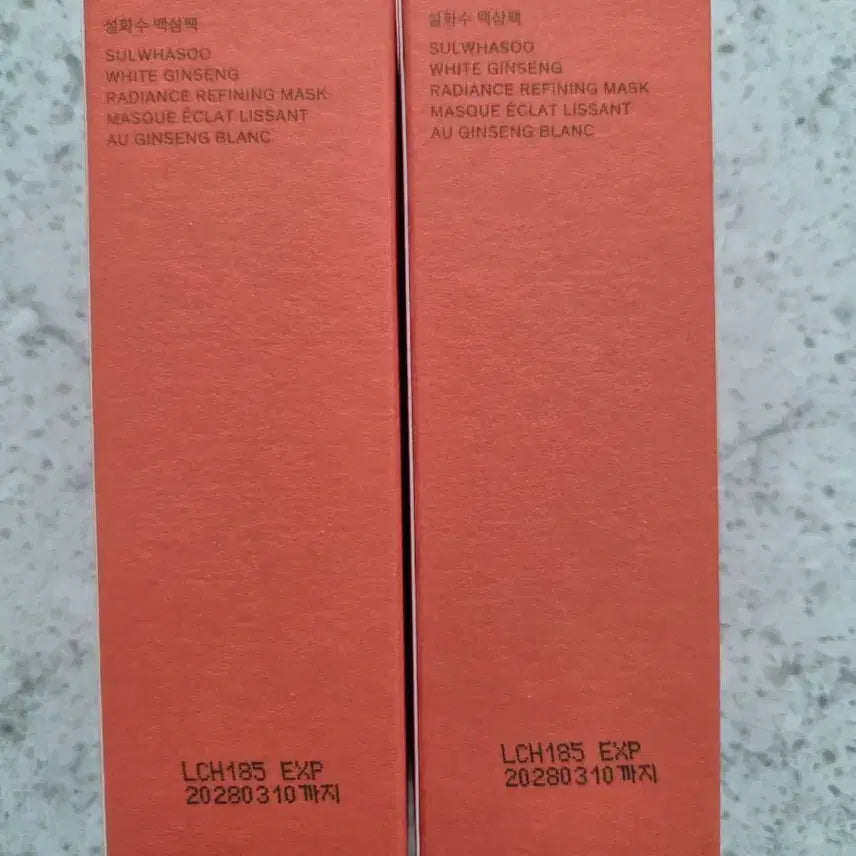 설화수 백삼팩
SULWHASOO
WHITE GINSENG
RADIANCE REFINING MASK
MASQUE ÉCLAT LISSANT
AU GINSENG BLANC
LCH185 EXP
20280310까지
설화수 백삼팩
SULWHASOO
WHITE GINSENG
RADIANCE REFINING MASK
MASQUE ÉCLAT LISSANT
AU GINSENG BLANC
LCH185 EXP
20280310까지